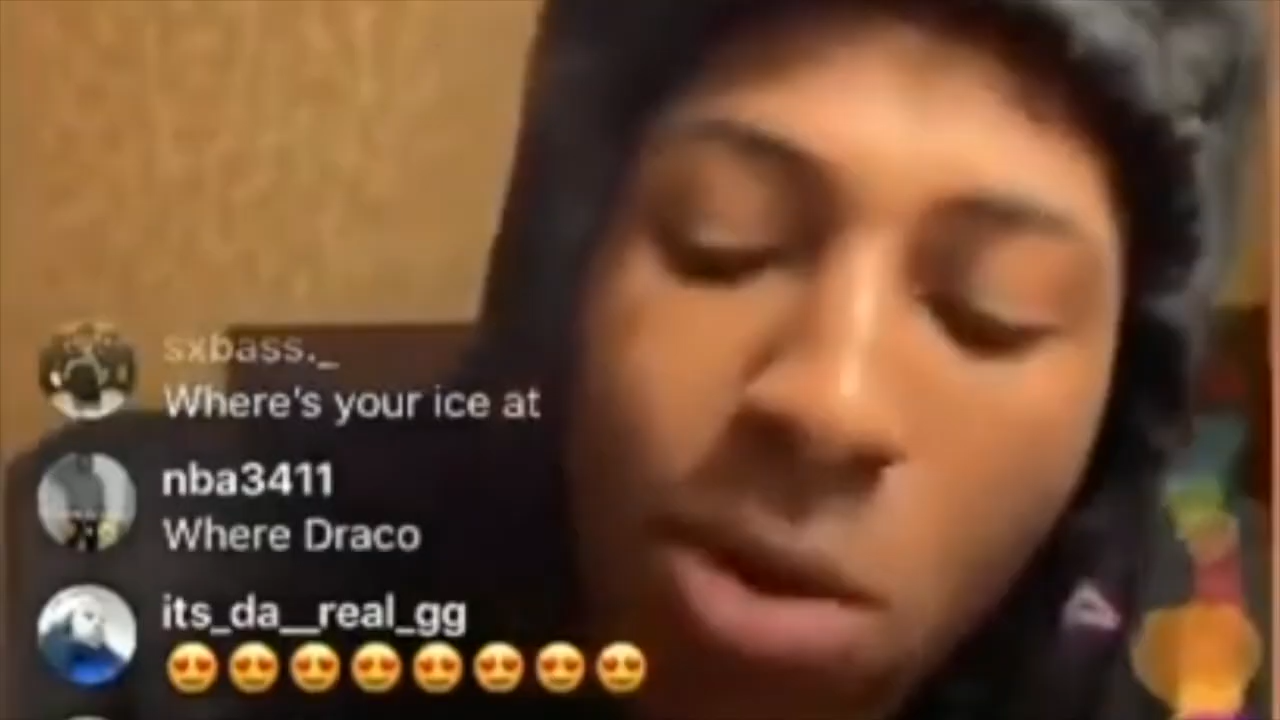 sxbass._
Where's your ice at
nba3411
Where Draco
its_da__real_gg
😍😍😍😍😍😍😍😍